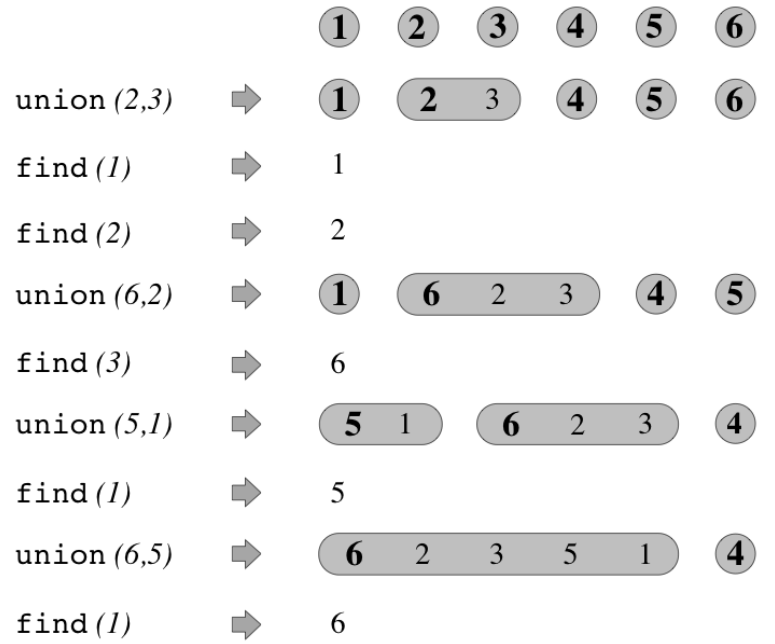 1 2 3 4 5 6
union (2,3) 1 2 3 4 5 6
find (1) 1
find (2) 2
union (6,2) 1 6 2 3 4 5
find (3) 6
union (5,1) 5 1 6 2 3 4
find (1) 5
union (6,5) 6 2 3 5 1 4
find (1) 6